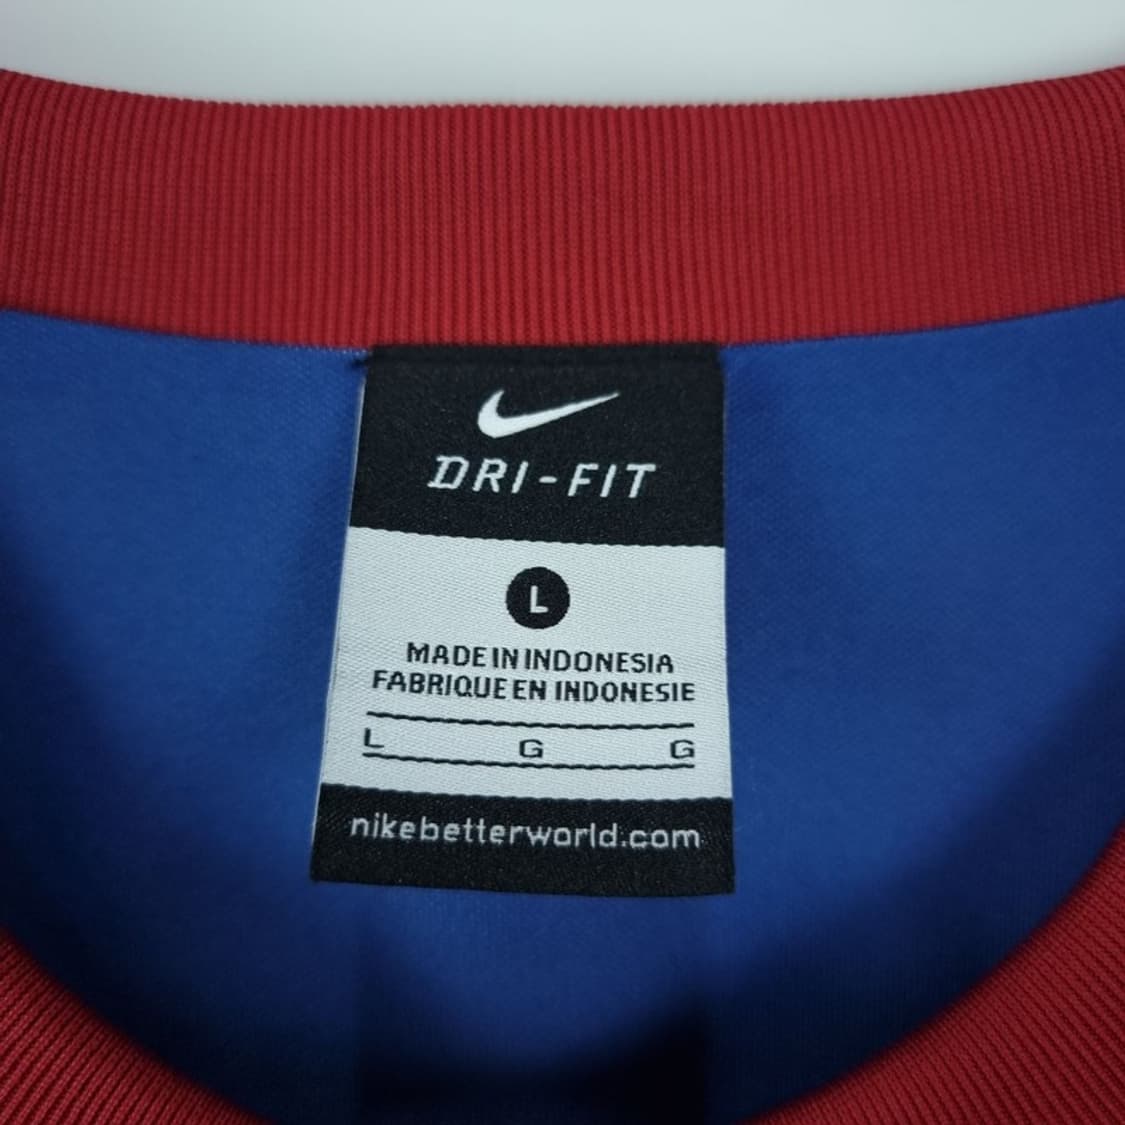 DRI-FIT
L
MADE IN INDONESIA
FABRIQUE EN INDONESIE
L G G
nikebetterworld.com